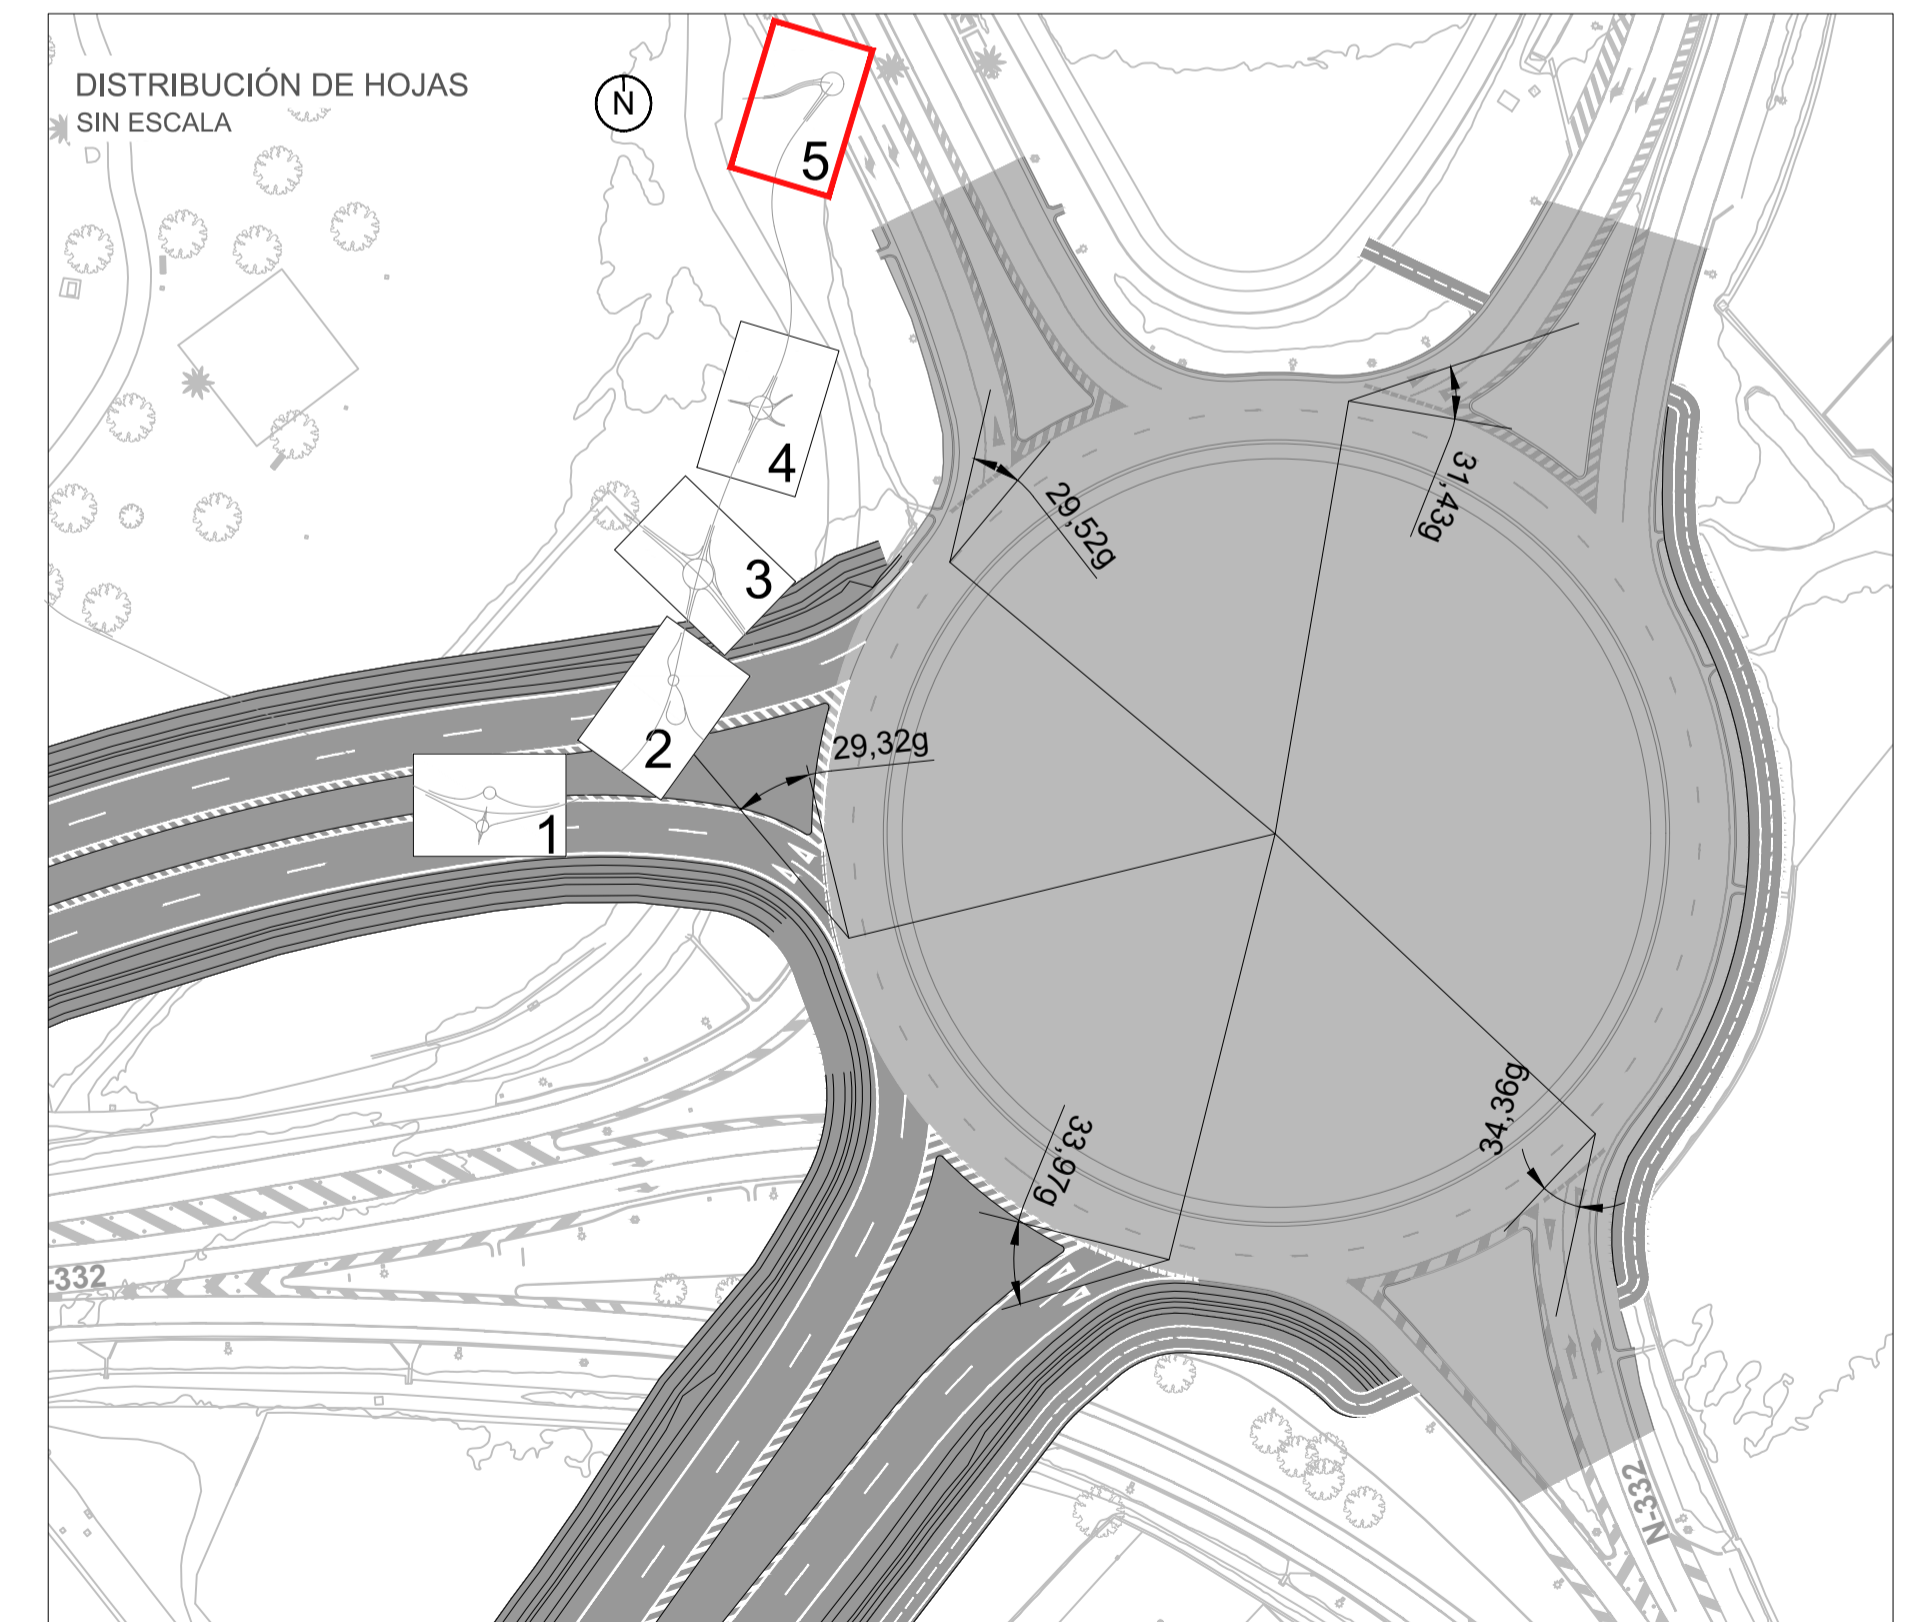 DISTRIBUCIÓN DE HOJAS
SIN ESCALA
N
5
4
3
2
1
31,43g
29,52g
29,32g
34,36g
33,97g
-332
N-332